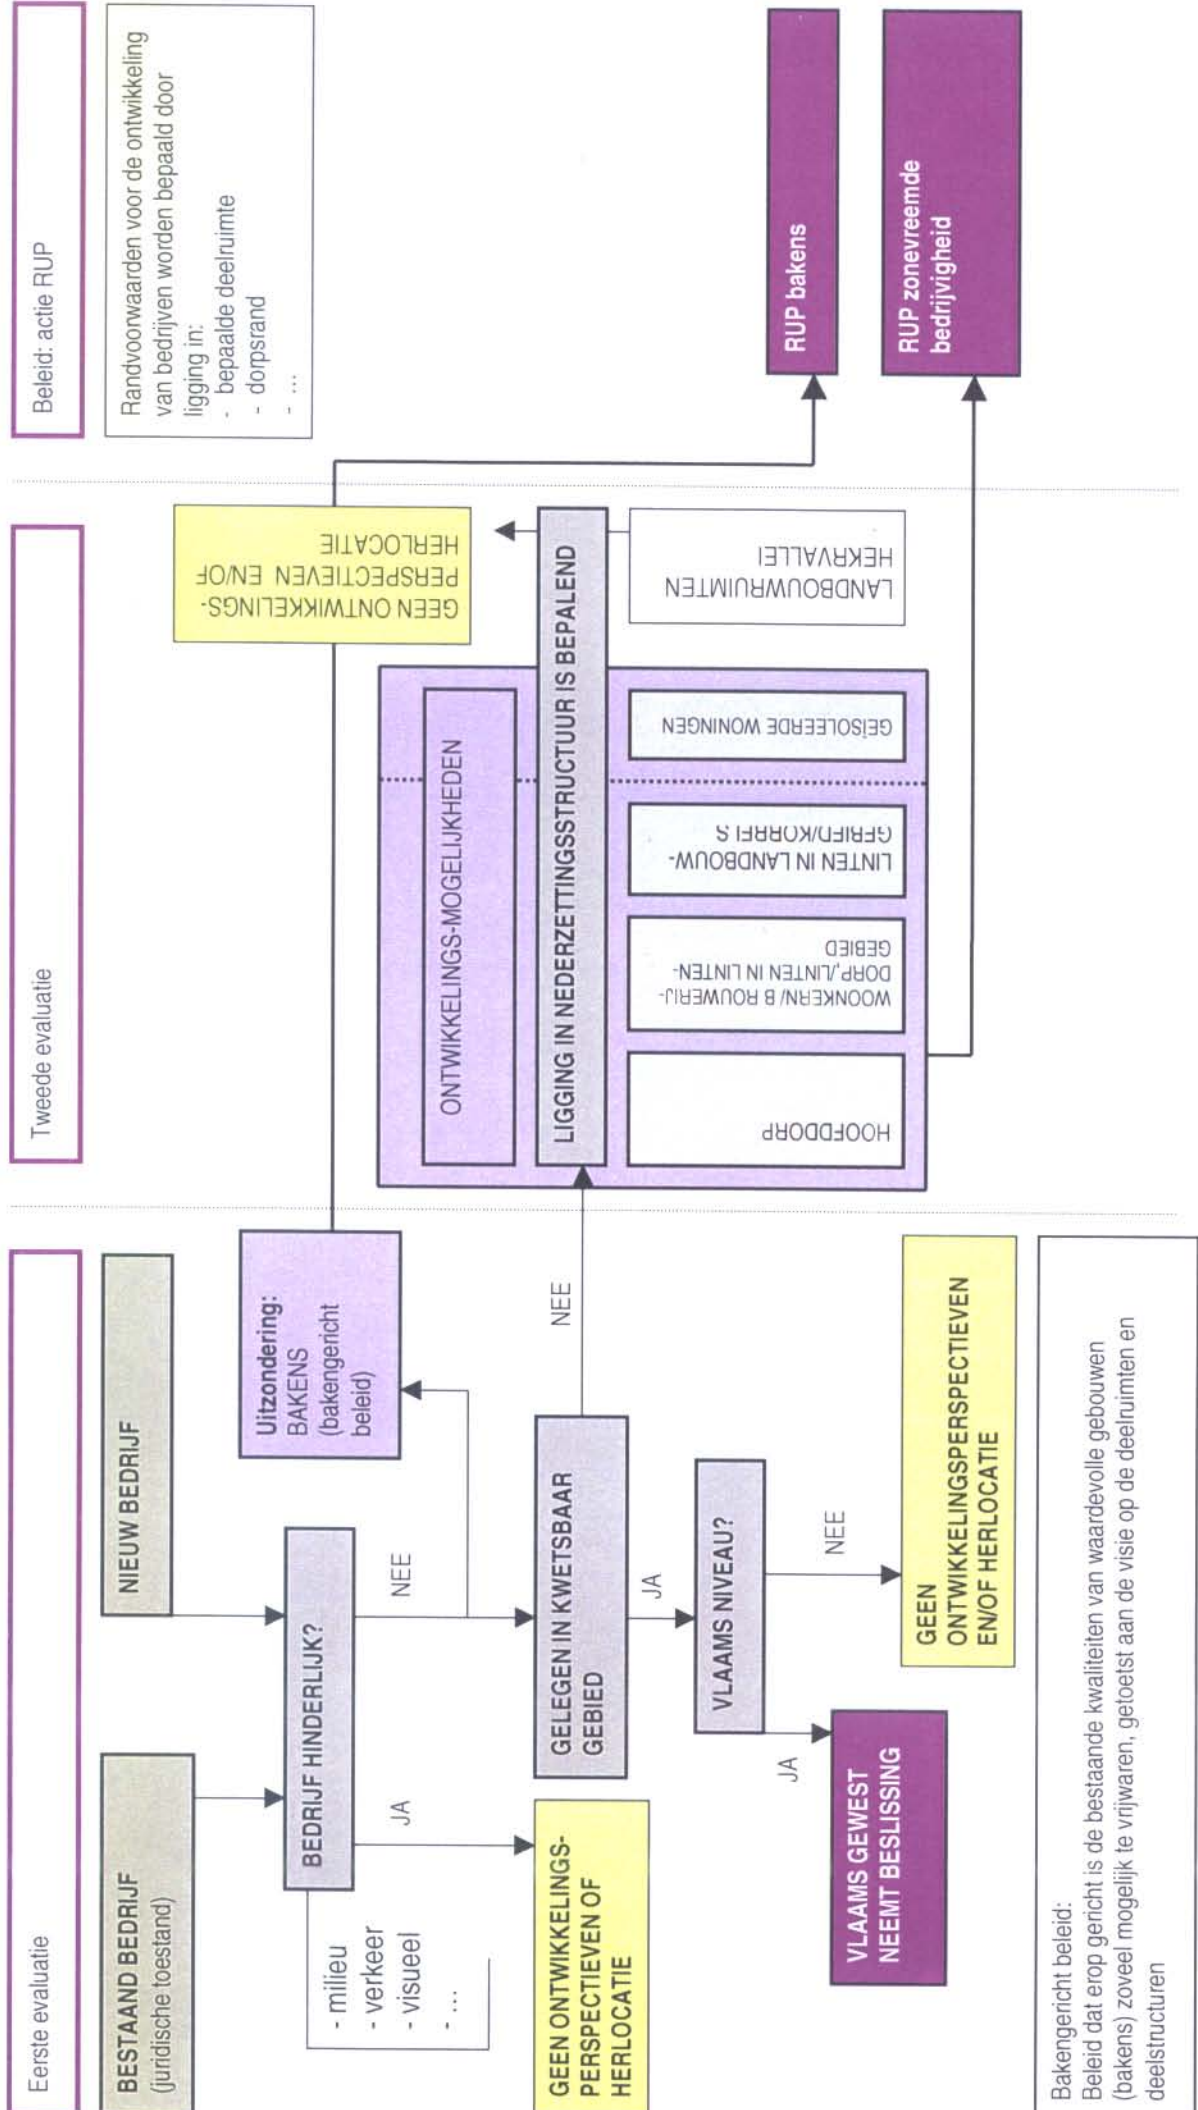 Eerste evaluatie
Tweede evaluatie
Beleid: actie RUP
BESTAAND BEDRIJF
(juridische toestand)
NIEUW BEDRIJF
BEDRIJF HINDERLIJK?
- milieu
- verkeer
- visueel
- ...
JA
NEE
GEEN ONTWIKKELINGS-
PERSPECTIEVEN OF
HERLOCATIE
Uitzondering:
BAKENS
(bakengericht
beleid)
GELEGEN IN KWETSBAAR
GEBIED
NEE
JA
VLAAMS NIVEAU?
JA
NEE
VLAAMS GEWEST
NEEMT BESLISSING
GEEN
ONTWIKKELINGSPERSPECTIEVEN
EN/OF HERLOCATIE
Bakengericht beleid:
Beleid dat erop gericht is de bestaande kwaliteiten van waardevolle gebouwen
(bakens) zoveel mogelijk te vrijwaren, getoetst aan de visie op de deelruimten en
deelstructuren
GEEN ONTWIKKELINGS-
PERSPECTIEVEN EN/OF
HERLOCATIE
ONTWIKKELINGS-MOGELIJKHEDEN
LIGGING IN NEDERZETTINGSSTRUCTUUR IS BEPALEND
HOOFDDORP
WOONKERN/ B ROUWERIJ-
DORP,/LINTEN IN LINTEN-
GEBIED
LINTEN IN LANDBOUW-
GEBIED/KORRELS
GEÏSOLEERDE WONINGEN
LANDBOUWRUIMTEN
HEKRVALLEI
Randvoorwaarden voor de ontwikkeling
van bedrijven worden bepaald door
ligging in:
- bepaalde deelruimte
- dorpsrand
- ...
RUP bakens
RUP zonevreemde
bedrijvigheid